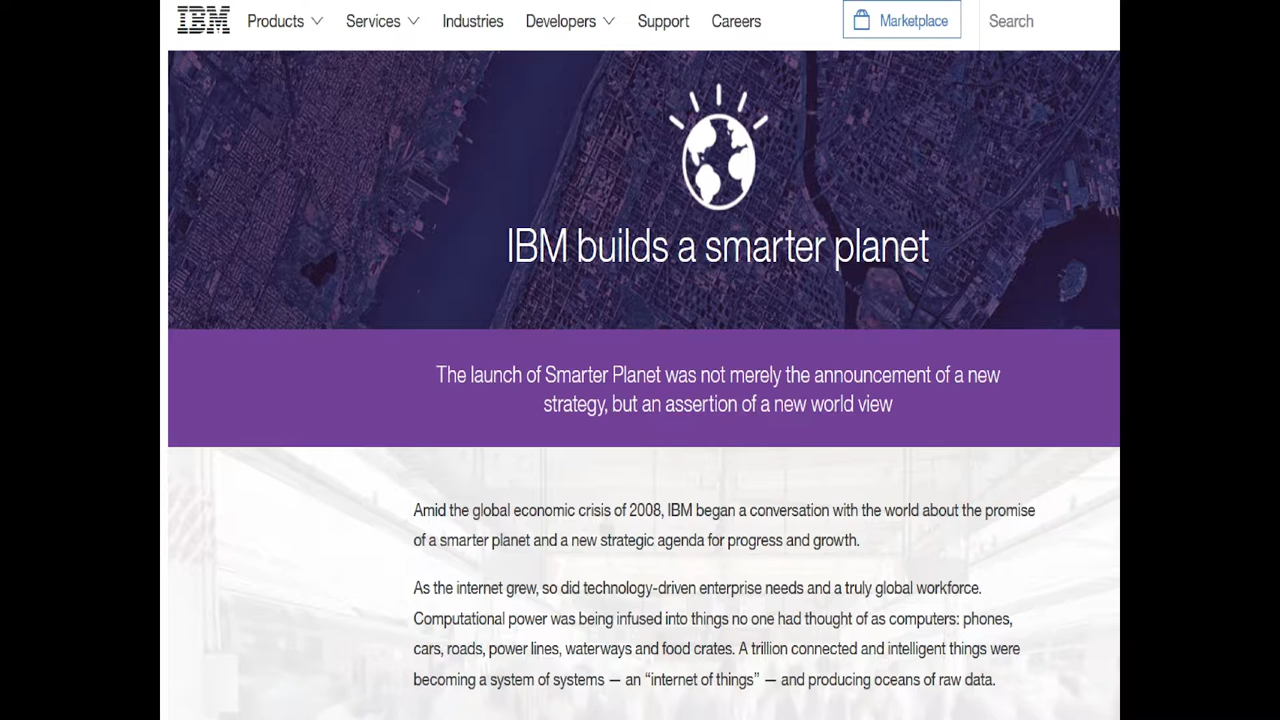 IBM Products Services Industries Developers Support Careers Marketplace Search
IBM builds a smarter planet
The launch of Smarter Planet was not merely the announcement of a new
strategy, but an assertion of a new world view
Amid the global economic crisis of 2008, IBM began a conversation with the world about the promise
of a smarter planet and a new strategic agenda for progress and growth.
As the internet grew, so did technology-driven enterprise needs and a truly global workforce.
Computational power was being infused into things no one had thought of as computers: phones,
cars, roads, power lines, waterways and food crates. A trillion connected and intelligent things were
becoming a system of systems — an “internet of things” — and producing oceans of raw data.